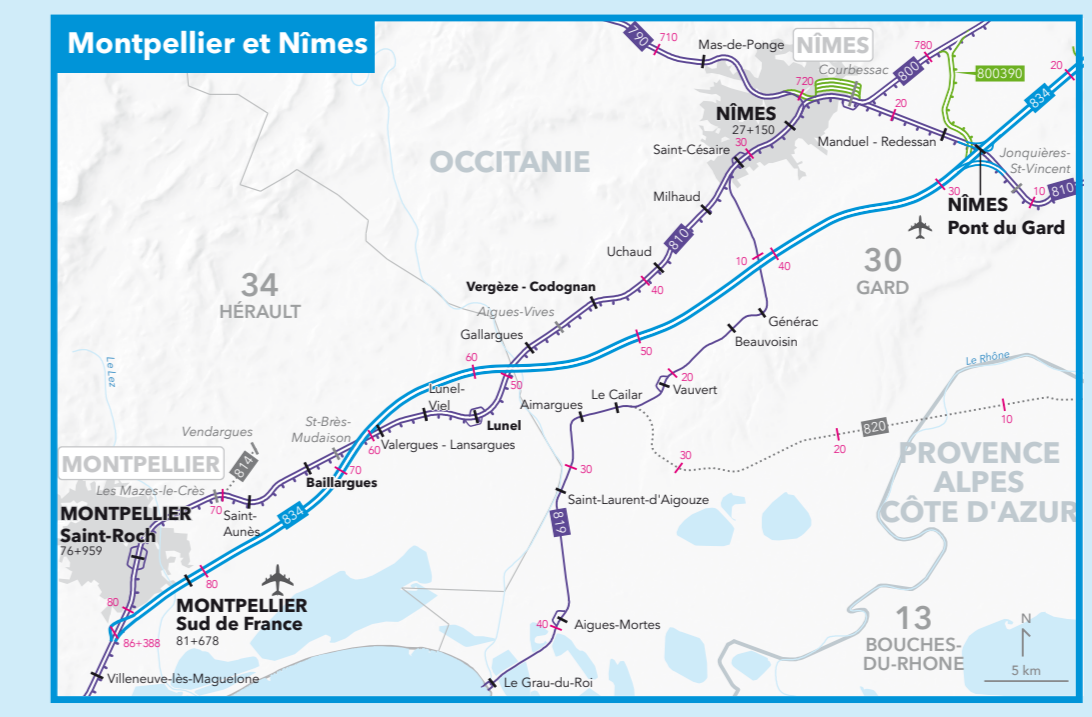 Montpellier et Nîmes
790
710
Mas-de-Ponge
NÎMES
780
Courbessac
800
800390
20
834
720
20
NÎMES
27+150
30
Saint-Césaire
Manduel - Redessan
Jonquières-
St-Vincent
OCCITANIE
30
10
810
NÎMES
Pont du Gard
Milhaud
810
Uchaud
10
40
30
GARD
40
34
HÉRAULT
Vergèze - Codognan
Aigues-Vives
Gallargues
Générac
Beauvoisin
50
Le Lez
60
50
Le Rhône
20
Vauvert
Lunel-
Viel
Le Cailar
Aimargues
Lunel
10
820
20
St-Brès-
Mudaison
Vendargues
60
Valergues - Lansargues
814
MONTPELLIER
70
Baillargues
30
30
PROVENCE
ALPES
CÔTE D'AZUR
Les Mazes-le-Crès
70
Saint-
Aunès
834
Saint-Laurent-d'Aigouze
819
MONTPELLIER
Saint-Roch
76+959
80
80
MONTPELLIER
Sud de France
81+678
86+388
40
Aigues-Mortes
13
BOUCHES-
DU-RHONE
N
5 km
Villeneuve-lès-Maguelone
Le Grau-du-Roi